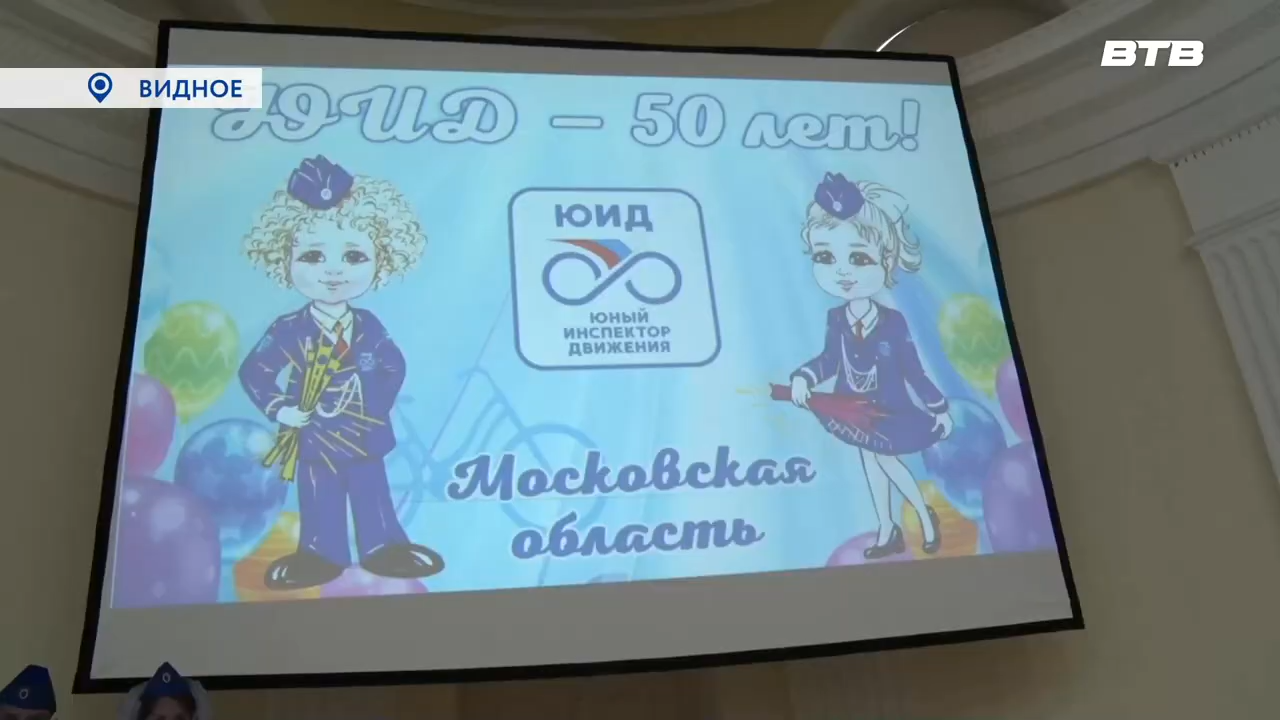 ВТВ
ВИДНОЕ
ЮИД – 50 лет!
ЮИД
ЮНЫЙ
ИНСПЕКТОР
ДВИЖЕНИЯ
Московская
область